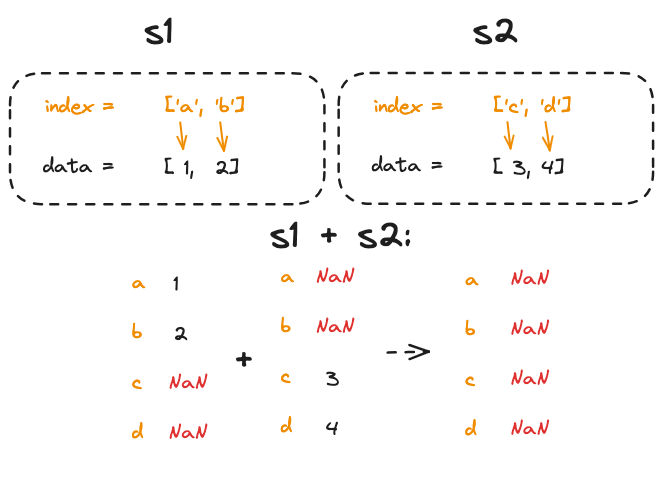 s1 s2
index = ['a', 'b'] index = ['c', 'd']
data = [ 1, 2] data = [ 3, 4]
s1 + s2:
a 1 a NaN a NaN
b 2 b NaN b NaN
+
c NaN c 3 c NaN
d NaN d 4 d NaN